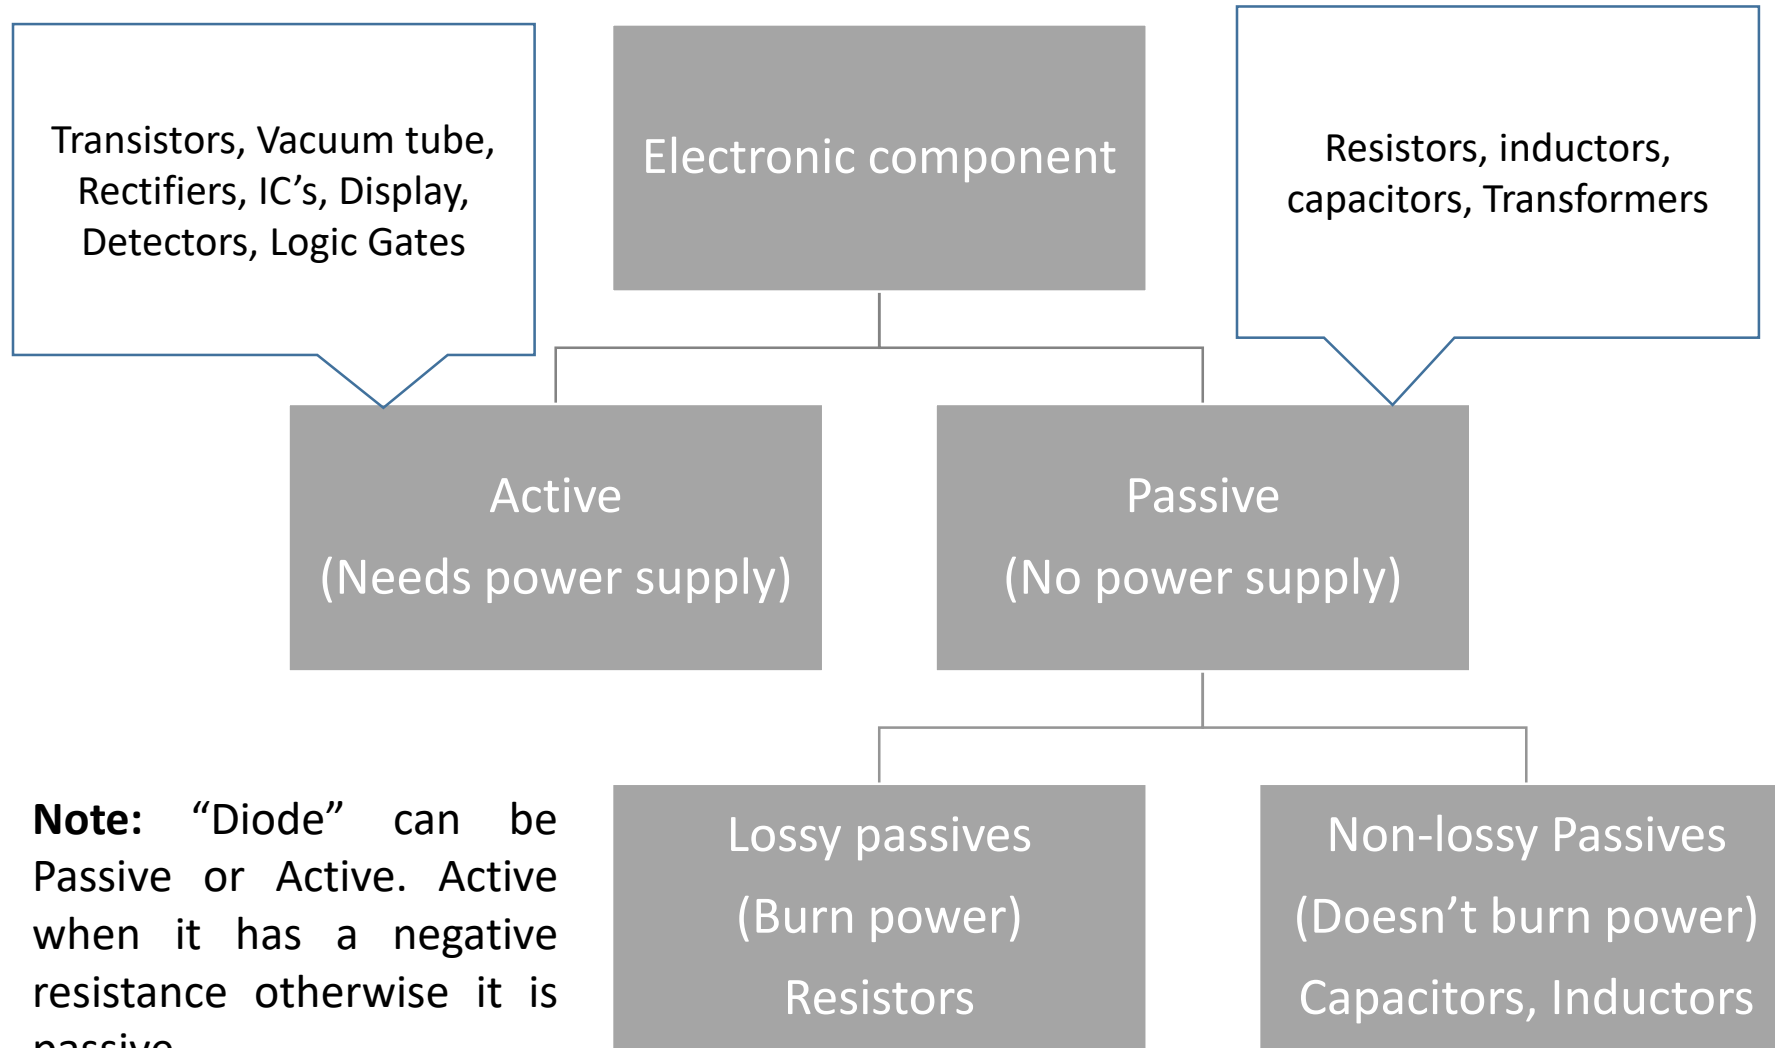 Transistors, Vacuum tube,
Rectifiers, IC’s, Display,
Detectors, Logic Gates
Electronic component
Resistors, inductors,
capacitors, Transformers
Active
(Needs power supply)
Passive
(No power supply)
Note: “Diode” can be
Passive or Active. Active
when it has a negative
resistance otherwise it is
passive
Lossy passives
(Burn power)
Resistors
Non-lossy Passives
(Doesn’t burn power)
Capacitors, Inductors